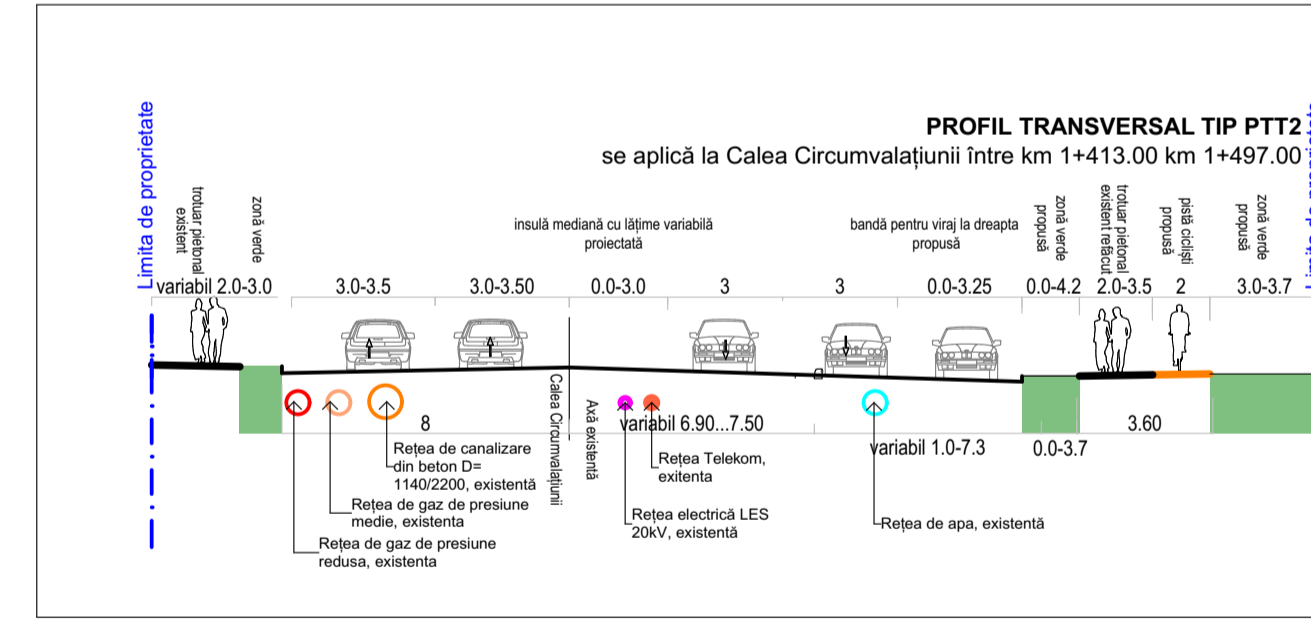 PROFIL TRANSVERSAL TIP PTT2
se aplică la Calea Circumvalațiunii între km 1+413.00 km 1+497.00
Limita de proprietate
trotuar pietonal
existent
zonă verde
insulă mediană cu lățime variabilă
proiectată
bandă pentru viraj la dreapta
propusă
zonă verde
propusă
trotuar pietonal
existent refăcut
pistă cicliști
propusă
zonă verde
propusă
Limita de proprietate
variabil 2.0-3.0
3.0-3.5
3.0-3.50
0.0-3.0
3
3
0.0-3.25
0.0-4.2
2.0-3.5
2
3.0-3.7
8
Calea Circumvalațiunii
Axă existentă
variabil 6.90...7.50
variabil 1.0-7.3
0.0-3.7
3.60
Rețea de canalizare
din beton D=
1140/2200, existentă
Rețea de gaz de presiune
medie, existenta
Rețea de gaz de presiune
redusa, existenta
Rețea Telekom,
exitenta
Rețea electrică LES
20kV, existentă
Rețea de apa, existentă